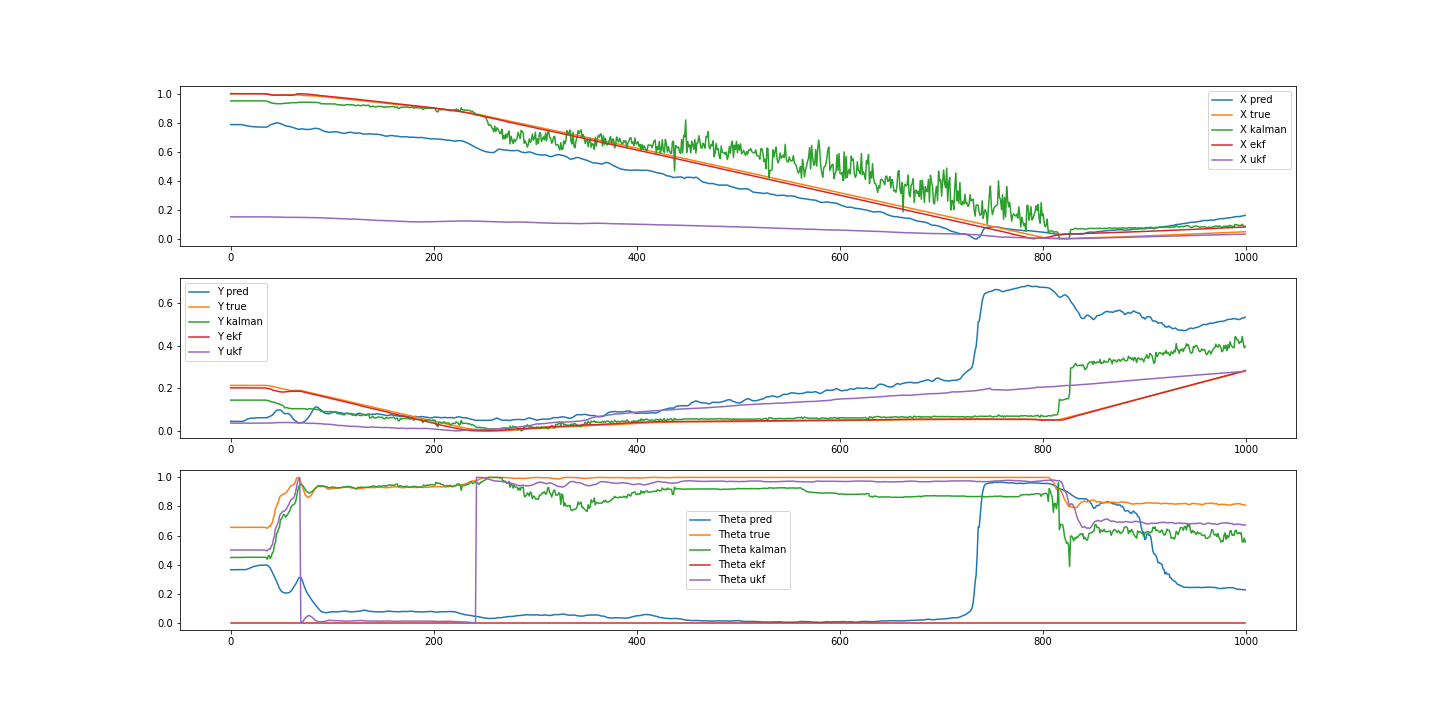 1.0
0.8
0.6
0.4
0.2
0.0
X pred
X true
X kalman
X ekf
X ukf
0 200 400 600 800 1000
0.6
0.4
0.2
0.0
Y pred
Y true
Y kalman
Y ekf
Y ukf
0 200 400 600 800 1000
1.0
0.8
0.6
0.4
0.2
0.0
Theta pred
Theta true
Theta kalman
Theta ekf
Theta ukf
0 200 400 600 800 1000